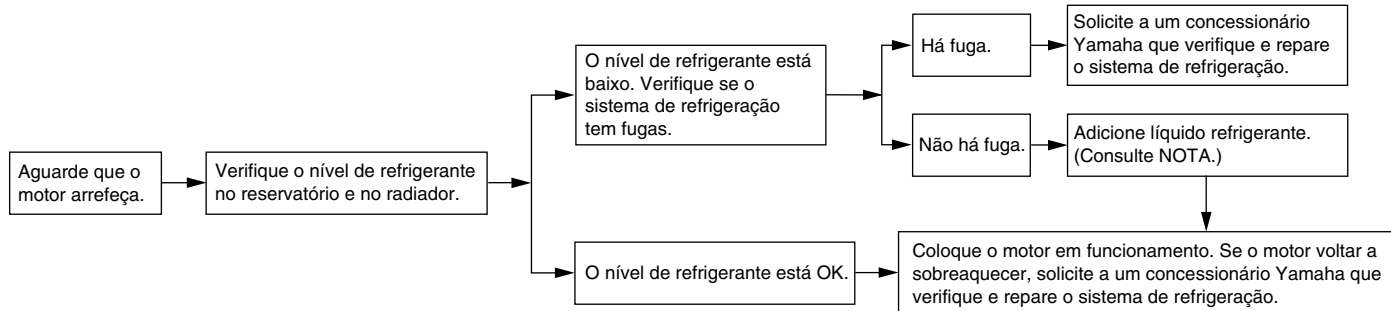 Aguarde que o
motor arrefeça.
Verifique o nível de refrigerante
no reservatório e no radiador.
O nível de refrigerante está
baixo. Verifique se o
sistema de refrigeração
tem fugas.
Há fuga.
Solicite a um concessionário
Yamaha que verifique e repare
o sistema de refrigeração.
Não há fuga.
Adicione líquido refrigerante.
(Consulte NOTA.)
O nível de refrigerante está OK.
Coloque o motor em funcionamento. Se o motor voltar a
sobreaquecer, solicite a um concessionário Yamaha que
verifique e repare o sistema de refrigeração.